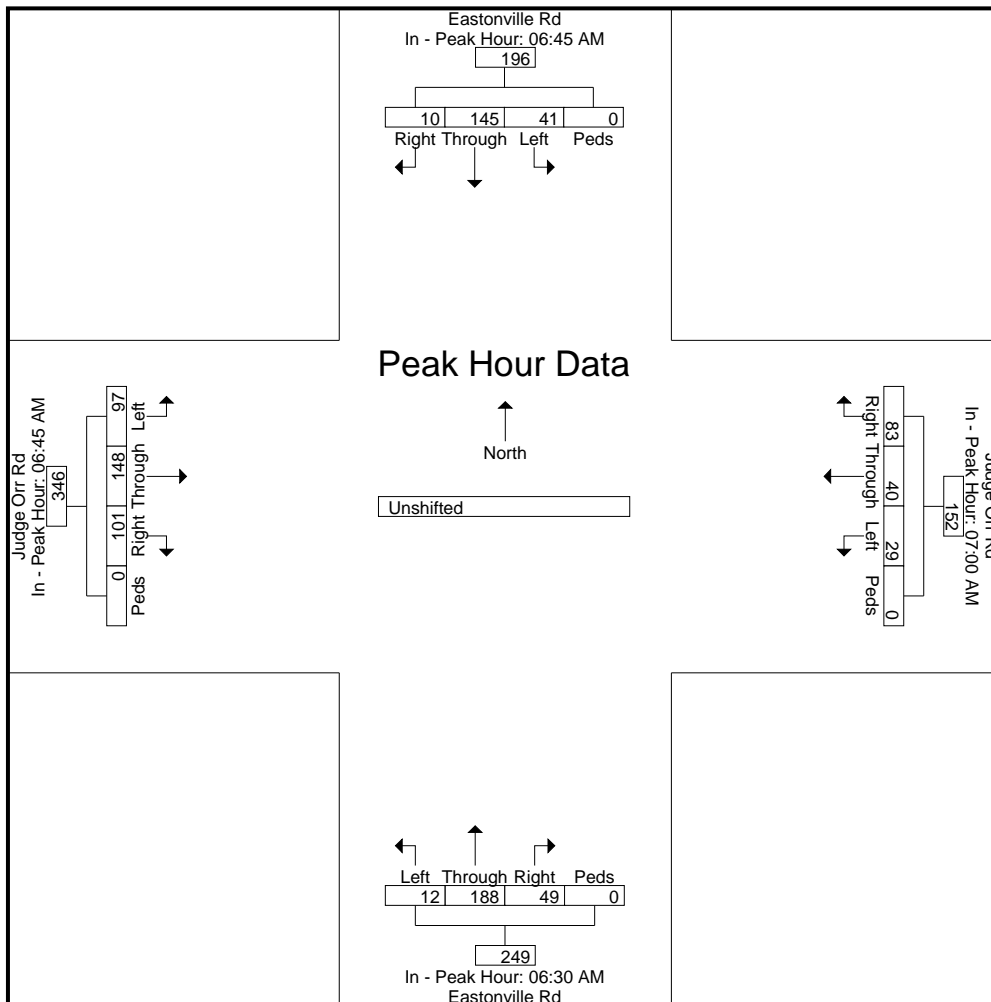 Eastonville Rd
In - Peak Hour: 06:45 AM
196
10 145 41 0
Right Through Left Peds
Peak Hour Data
North
Unshifted
Judge Orr Rd
In - Peak Hour: 06:45 AM
346
97 148 101 0
Left Through Right Peds
Judge Orr Rd
In - Peak Hour: 07:00 AM
152
83 40 29 0
Right Through Left Peds
Left Through Right Peds
12 188 49 0
249
In - Peak Hour: 06:30 AM
Eastonville Rd